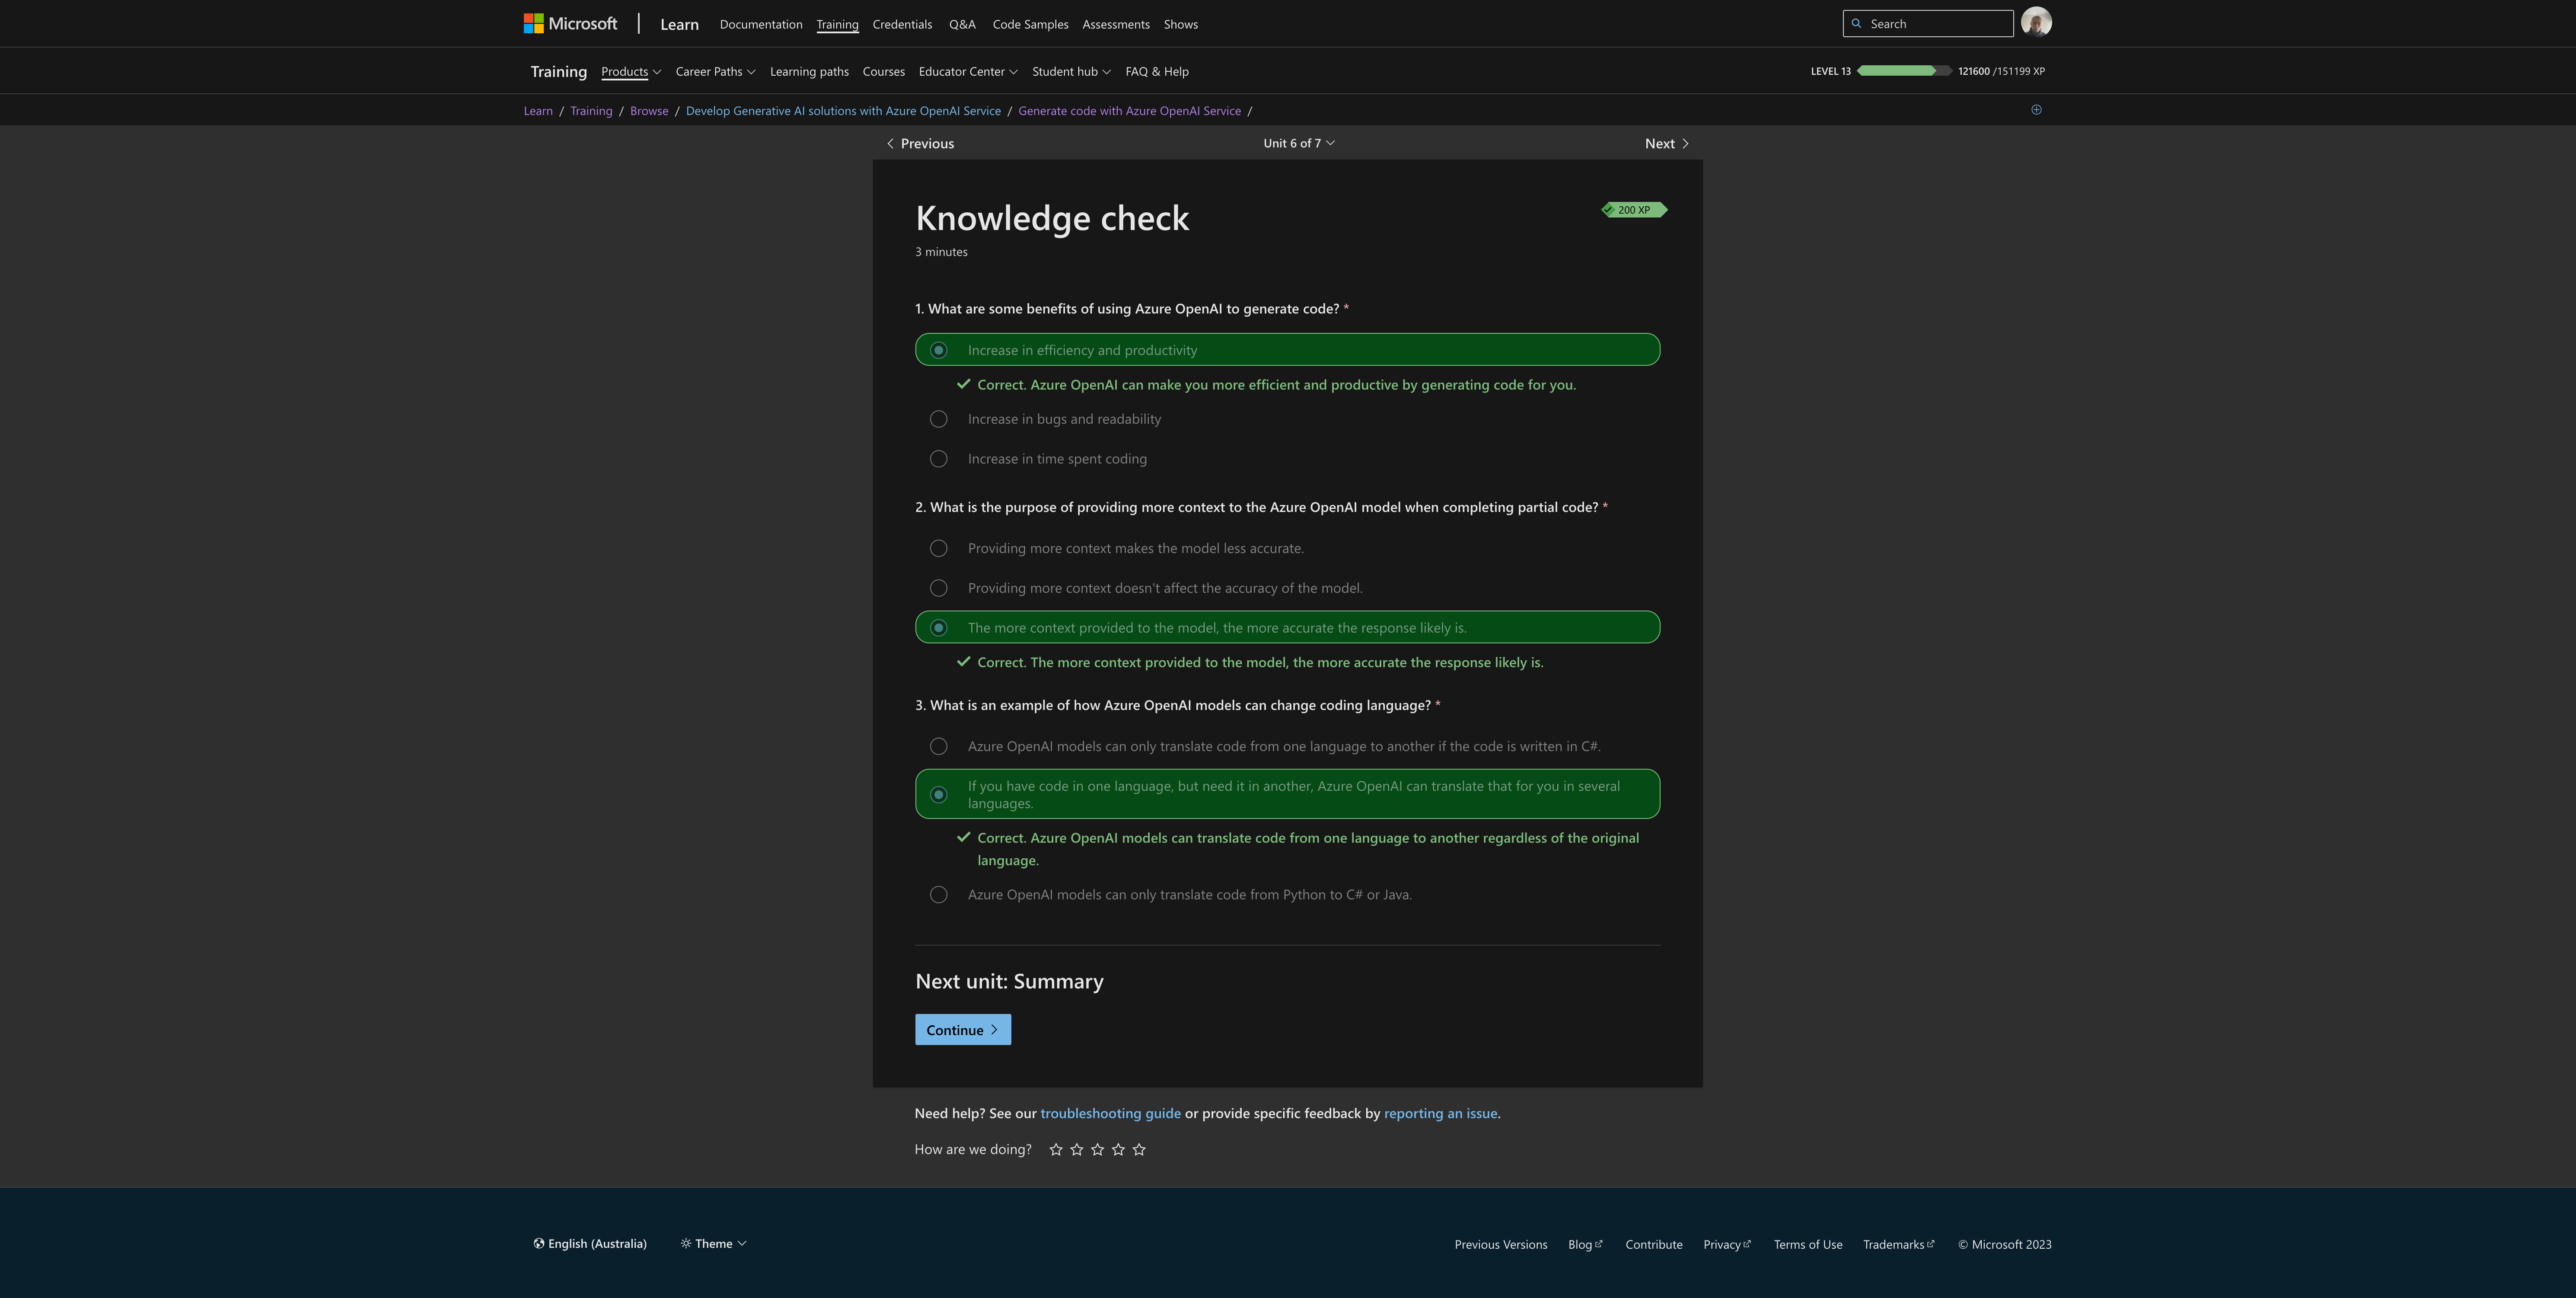 Microsoft | Learn Documentation Training Credentials Q&A Code Samples Assessments Shows Search
Training Products Career Paths Learning paths Courses Educator Center Student hub FAQ & Help LEVEL 13 121600 /151199 XP
Learn / Training / Browse / Develop Generative AI solutions with Azure OpenAI Service / Generate code with Azure OpenAI Service /
Previous Unit 6 of 7 Next
Knowledge check
200 XP
3 minutes
1. What are some benefits of using Azure OpenAI to generate code? *
Increase in efficiency and productivity
Correct. Azure OpenAI can make you more efficient and productive by generating code for you.
Increase in bugs and readability
Increase in time spent coding
2. What is the purpose of providing more context to the Azure OpenAI model when completing partial code? *
Providing more context makes the model less accurate.
Providing more context doesn't affect the accuracy of the model.
The more context provided to the model, the more accurate the response likely is.
Correct. The more context provided to the model, the more accurate the response likely is.
3. What is an example of how Azure OpenAI models can change coding language? *
Azure OpenAI models can only translate code from one language to another if the code is written in C#.
If you have code in one language, but need it in another, Azure OpenAI can translate that for you in several
languages.
Correct. Azure OpenAI models can translate code from one language to another regardless of the original
language.
Azure OpenAI models can only translate code from Python to C# or Java.
Next unit: Summary
Continue
Need help? See our troubleshooting guide or provide specific feedback by reporting an issue.
How are we doing?
English (Australia) Theme Previous Versions Blog Contribute Privacy Terms of Use Trademarks © Microsoft 2023